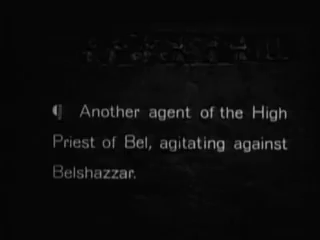 ¶ Another agent of the High
Priest of Bel, agitating against
Belshazzar.